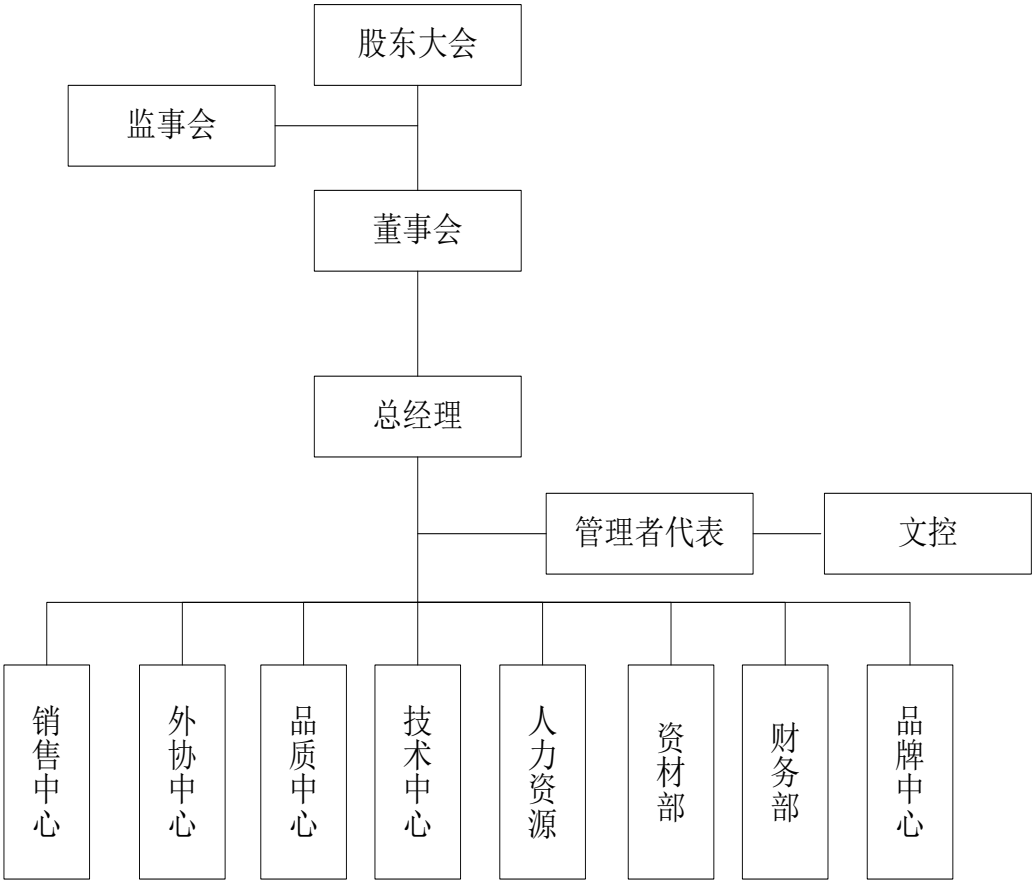 股东大会
监事会
董事会
总经理
管理者代表
文控
销售中心
外协中心
品质中心
技术中心
人力资源
资材部
财务部
品牌中心